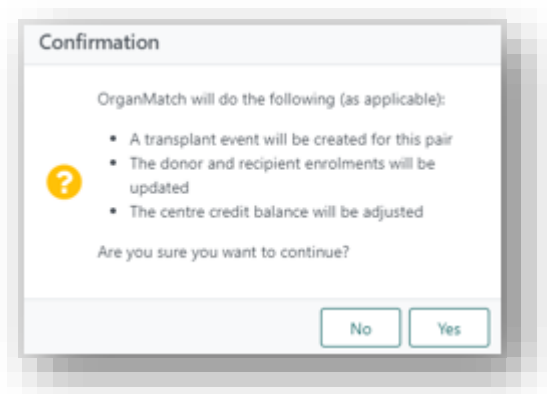 Confirmation
OrganMatch will do the following (as applicable):
• A transplant event will be created for this pair
• The donor and recipient enrolments will be
updated
• The centre credit balance will be adjusted
?
Are you sure you want to continue?
No Yes